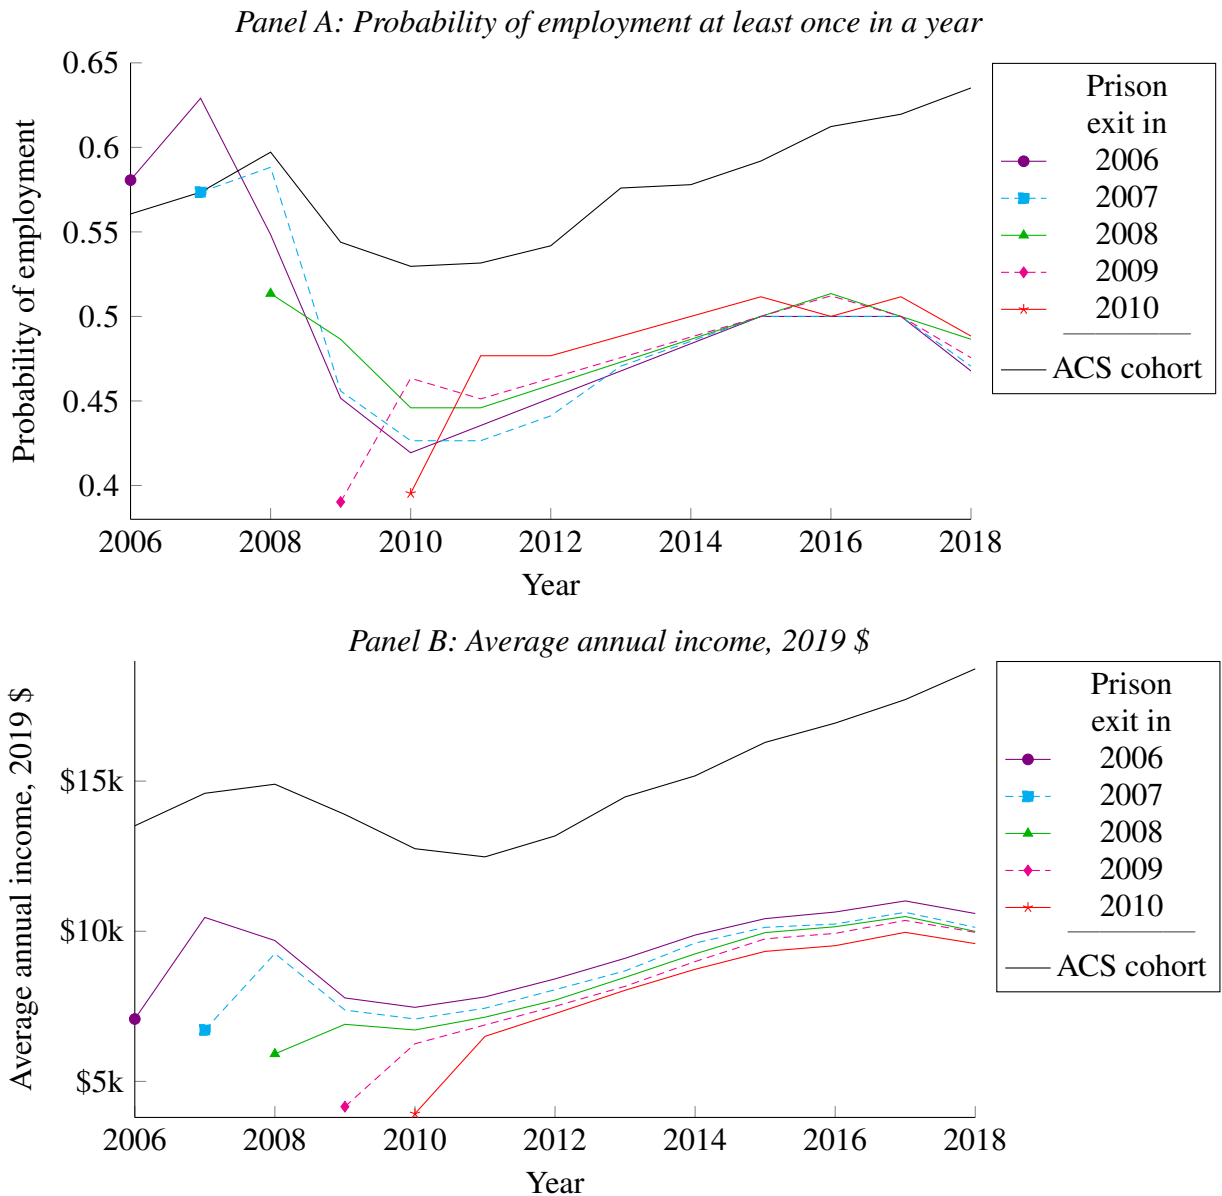 Panel A: Probability of employment at least once in a year
Probability of employment
0.65
0.6
0.55
0.5
0.45
0.4
2006 2008 2010 2012 2014 2016 2018
Year
Prison
exit in
2006
2007
2008
2009
2010
ACS cohort
Panel B: Average annual income, 2019 $
Average annual income, 2019 $
$15k
$10k
$5k
2006 2008 2010 2012 2014 2016 2018
Year
Prison
exit in
2006
2007
2008
2009
2010
ACS cohort